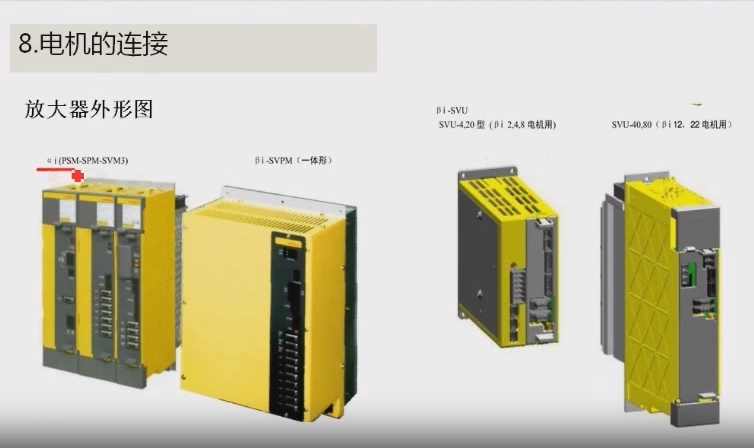 8.电机的连接
放大器外形图
βi-SVU
SVU-4,20 型 (βi 2,4,8 电机用)
SVU-40,80（βi 12．22 电机用）
αi (PSM-SPM-SVM3)
βi-SVPM（一体形）